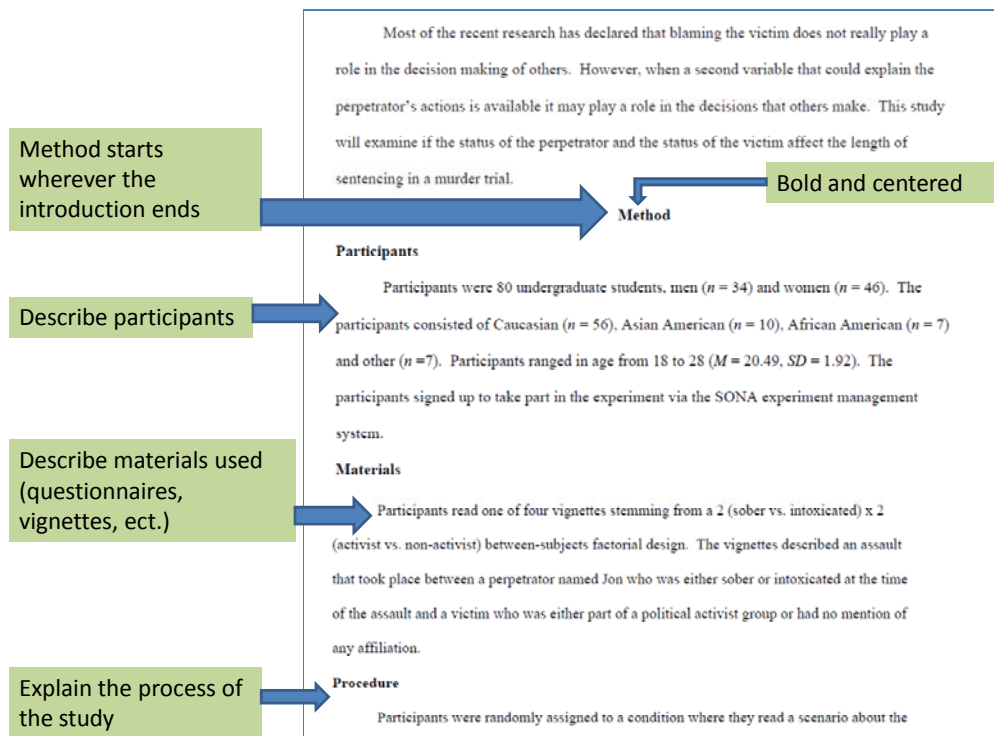 Most of the recent research has declared that blaming the victim does not really play a
role in the decision making of others.  However, when a second variable that could explain the
perpetrator's actions is available it may play a role in the decisions that others make.  This study
will examine if the status of the perpetrator and the status of the victim affect the length of
sentencing in a murder trial.
Method starts
wherever the
introduction ends
Bold and centered
Method
Participants
Describe participants
Participants were 80 undergraduate students, men (n = 34) and women (n = 46).  The
participants consisted of Caucasian (n = 56), Asian American (n = 10), African American (n = 7)
and other (n =7).  Participants ranged in age from 18 to 28 (M = 20.49, SD = 1.92).  The
participants signed up to take part in the experiment via the SONA experiment management
system.
Describe materials used
(questionnaires,
vignettes, ect.)
Materials
Participants read one of four vignettes stemming from a 2 (sober vs. intoxicated) x 2
(activist vs. non-activist) between-subjects factorial design.  The vignettes described an assault
that took place between a perpetrator named Jon who was either sober or intoxicated at the time
of the assault and a victim who was either part of a political activist group or had no mention of
any affiliation.
Explain the process of
the study
Procedure
Participants were randomly assigned to a condition where they read a scenario about the